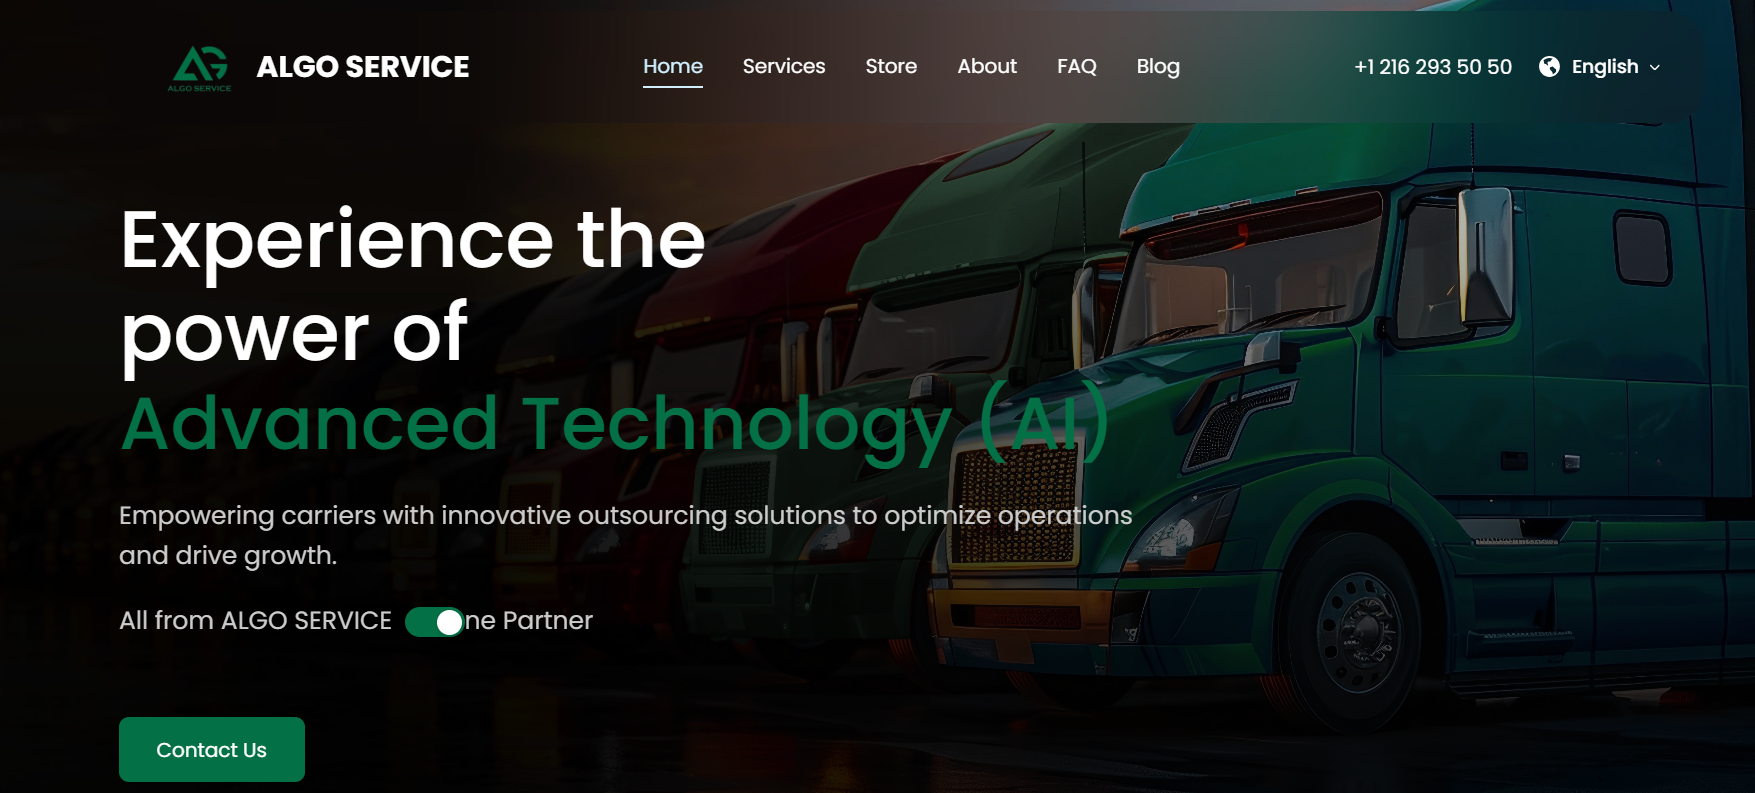 ALGO SERVICE
ALGO SERVICE
Home Services Store About FAQ Blog
+1 216 293 50 50 English
Experience the
power of
Advanced Technology (AI)
Empowering carriers with innovative outsourcing solutions to optimize operations
and drive growth.
All from ALGO SERVICE ne Partner
Contact Us